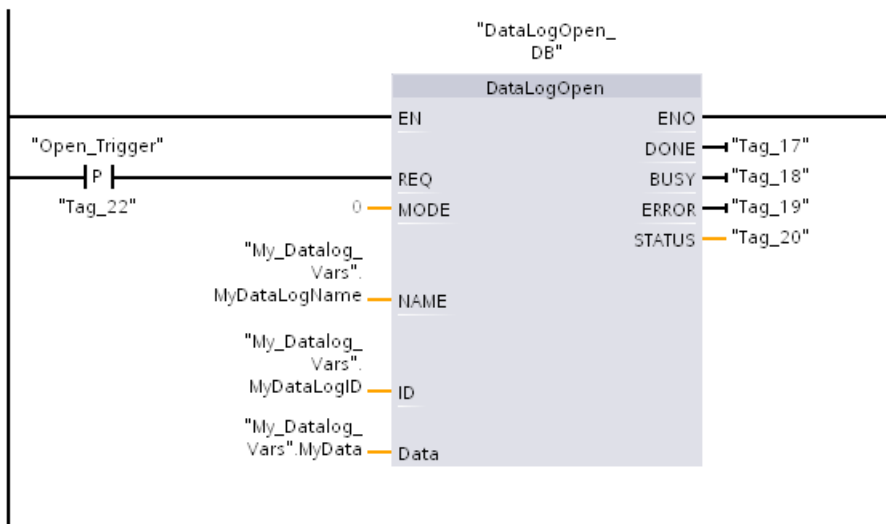 "DataLogOpen_
DB"
DataLogOpen
EN
ENO
"Open_Trigger"
DONE
"Tag_17"
P
REQ
BUSY
"Tag_18"
"Tag_22"
0
MODE
ERROR
"Tag_19"
STATUS
"Tag_20"
"My_Datalog_
Vars".
MyDataLogName
NAME
"My_Datalog_
Vars".
MyDataLogID
ID
"My_Datalog_
Vars".MyData
Data